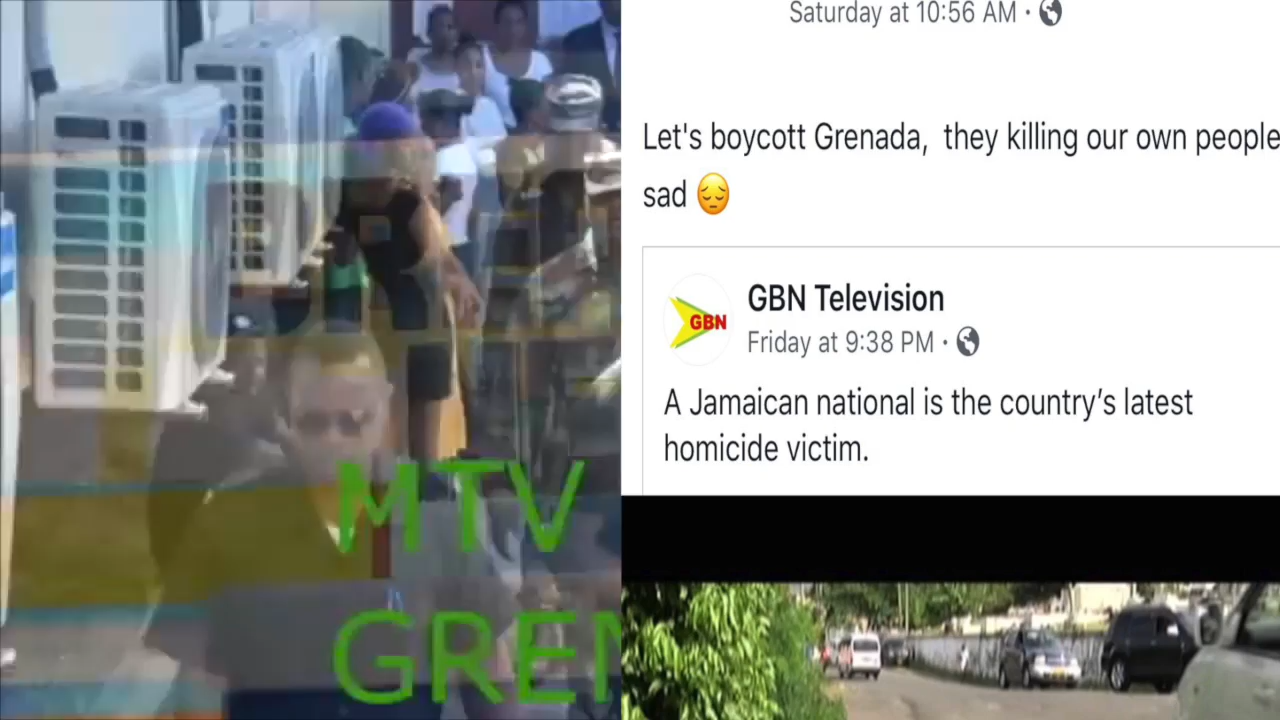 MTV
GREN
Saturday at 10:56 AM ·
Let's boycott Grenada, they killing our own people
sad 😔
GBN
GBN Television
Friday at 9:38 PM ·
A Jamaican national is the country's latest
homicide victim.